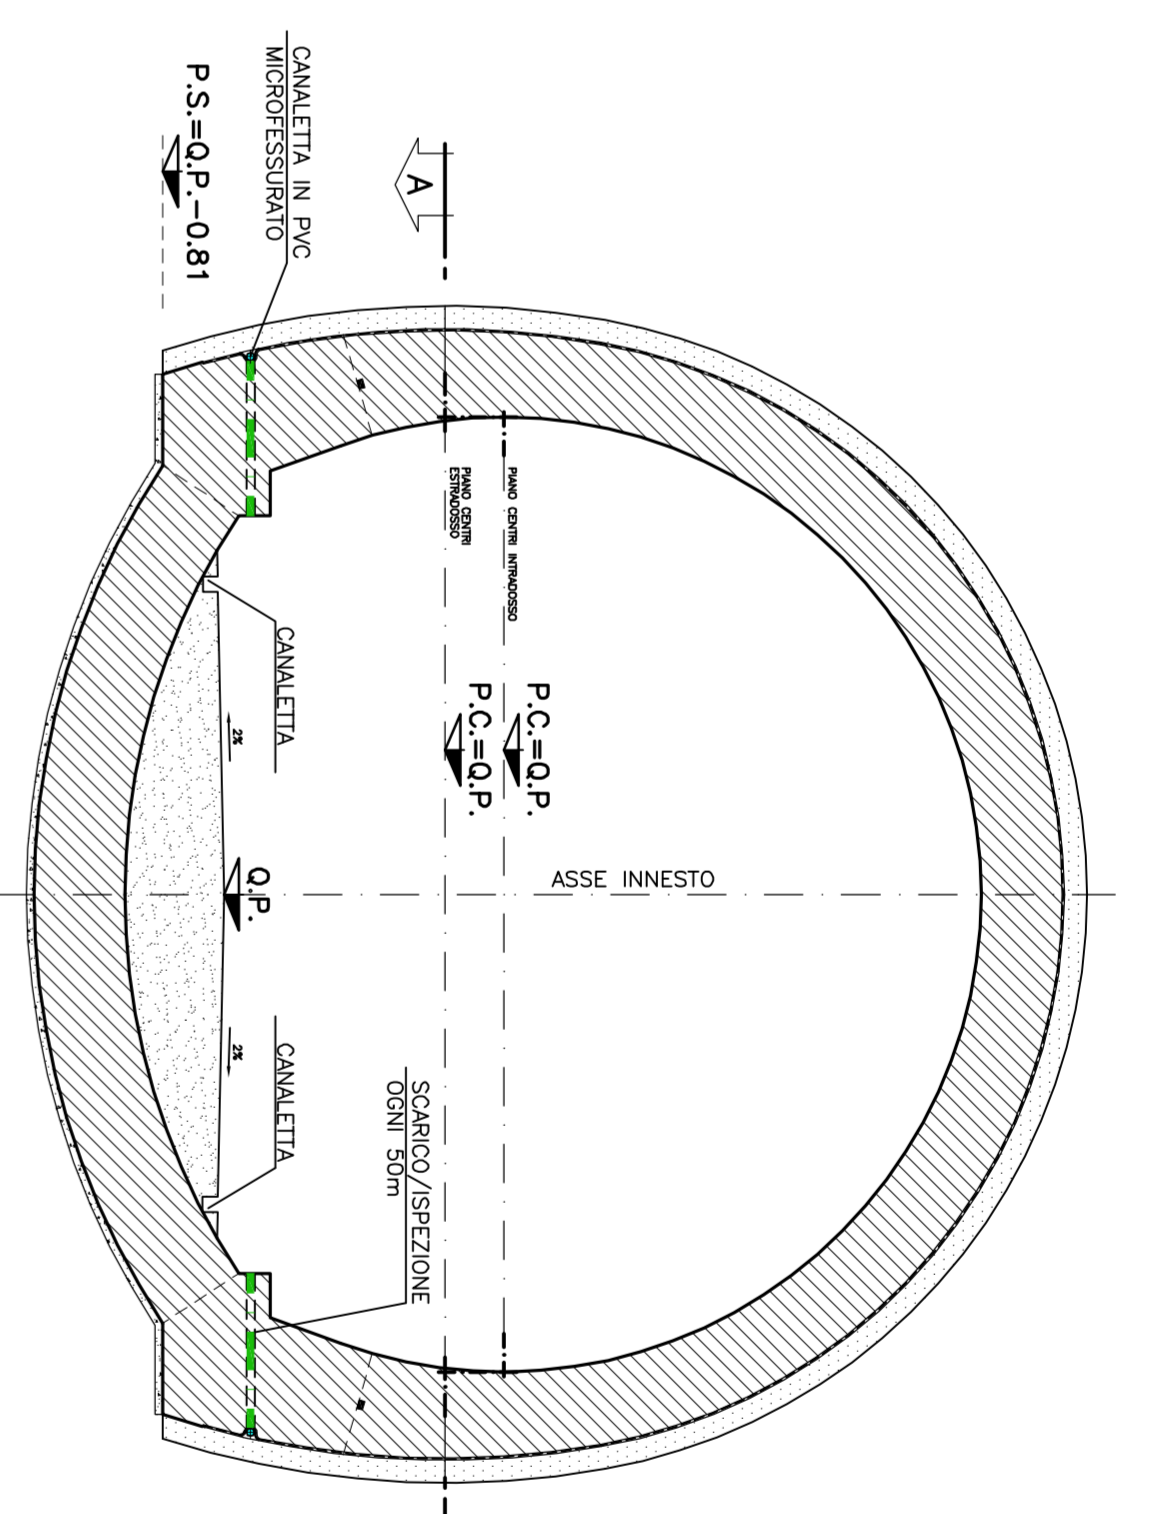 CANALETTA IN PVC
MICROFESSURATO
P.S.=Q.P.-0.81
A
PIANO CENTRI INTRADOSSO
PIANO CENTRI
ESTRADOSSO
P.C.=Q.P.
P.C.=Q.P.
ASSE INNESTO
CANALETTA
2%
Q.P.
2%
CANALETTA
SCARICO/ISPEZIONE
OGNI 50m